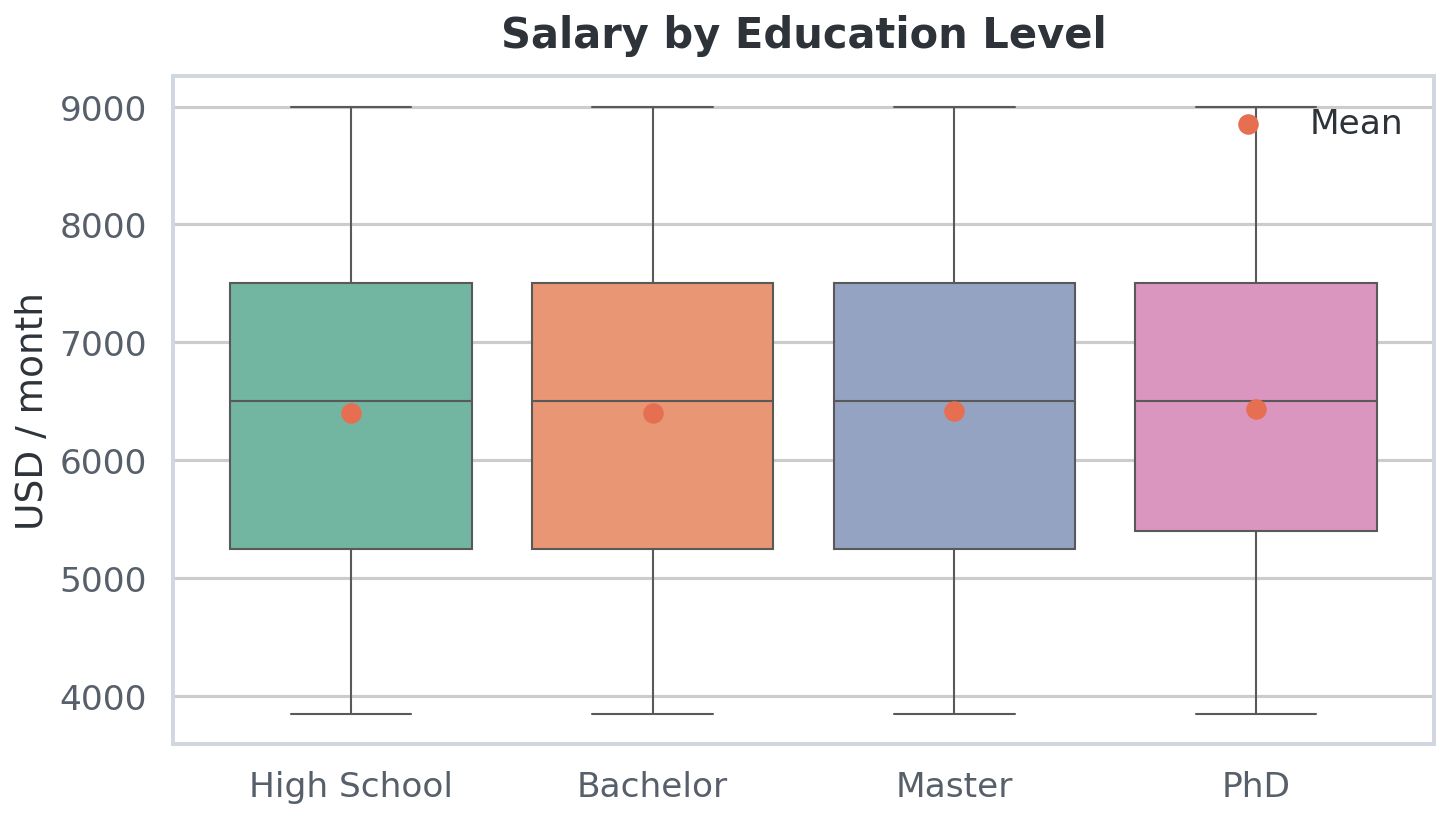 Salary by Education Level
USD / month
9000
8000
7000
6000
5000
4000
Mean
High School
Bachelor
Master
PhD